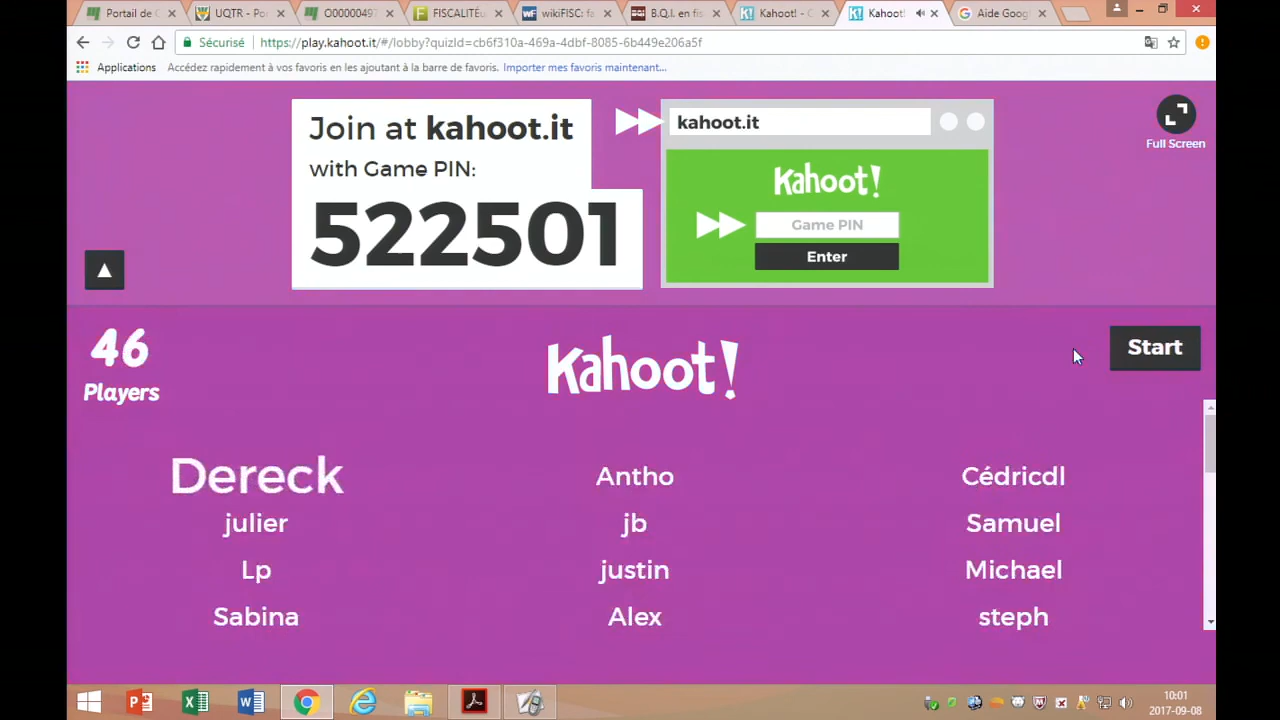 Portail de C
UQTR - Port
O0000049?
FISCALITÉ
wikiFISC: fa
B.Q.I. en fis
Kahoot! - G
Kahoot!
Aide Goog
Sécurisé
https://play.kahoot.it/#/lobby?quizId=cb6f310a-469a-4dbf-8085-6b449e206a5f
Applications
Accédez rapidement à vos favoris en les ajoutant à la barre de favoris. Importer mes favoris maintenant...
Join at kahoot.it
with Game PIN:
522501
kahoot.it
Kahoot!
Game PIN
Enter
Full Screen
46
Players
Kahoot!
Start
Dereck
Antho
Cédricdl
julier
jb
Samuel
Lp
justin
Michael
Sabina
Alex
steph
10:01
2017-09-08